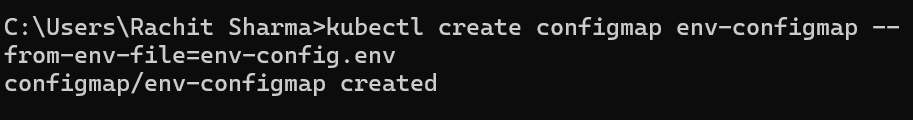 C:\Users\Rachit Sharma>kubectl create configmap env-configmap --
from-env-file=env-config.env
configmap/env-configmap created